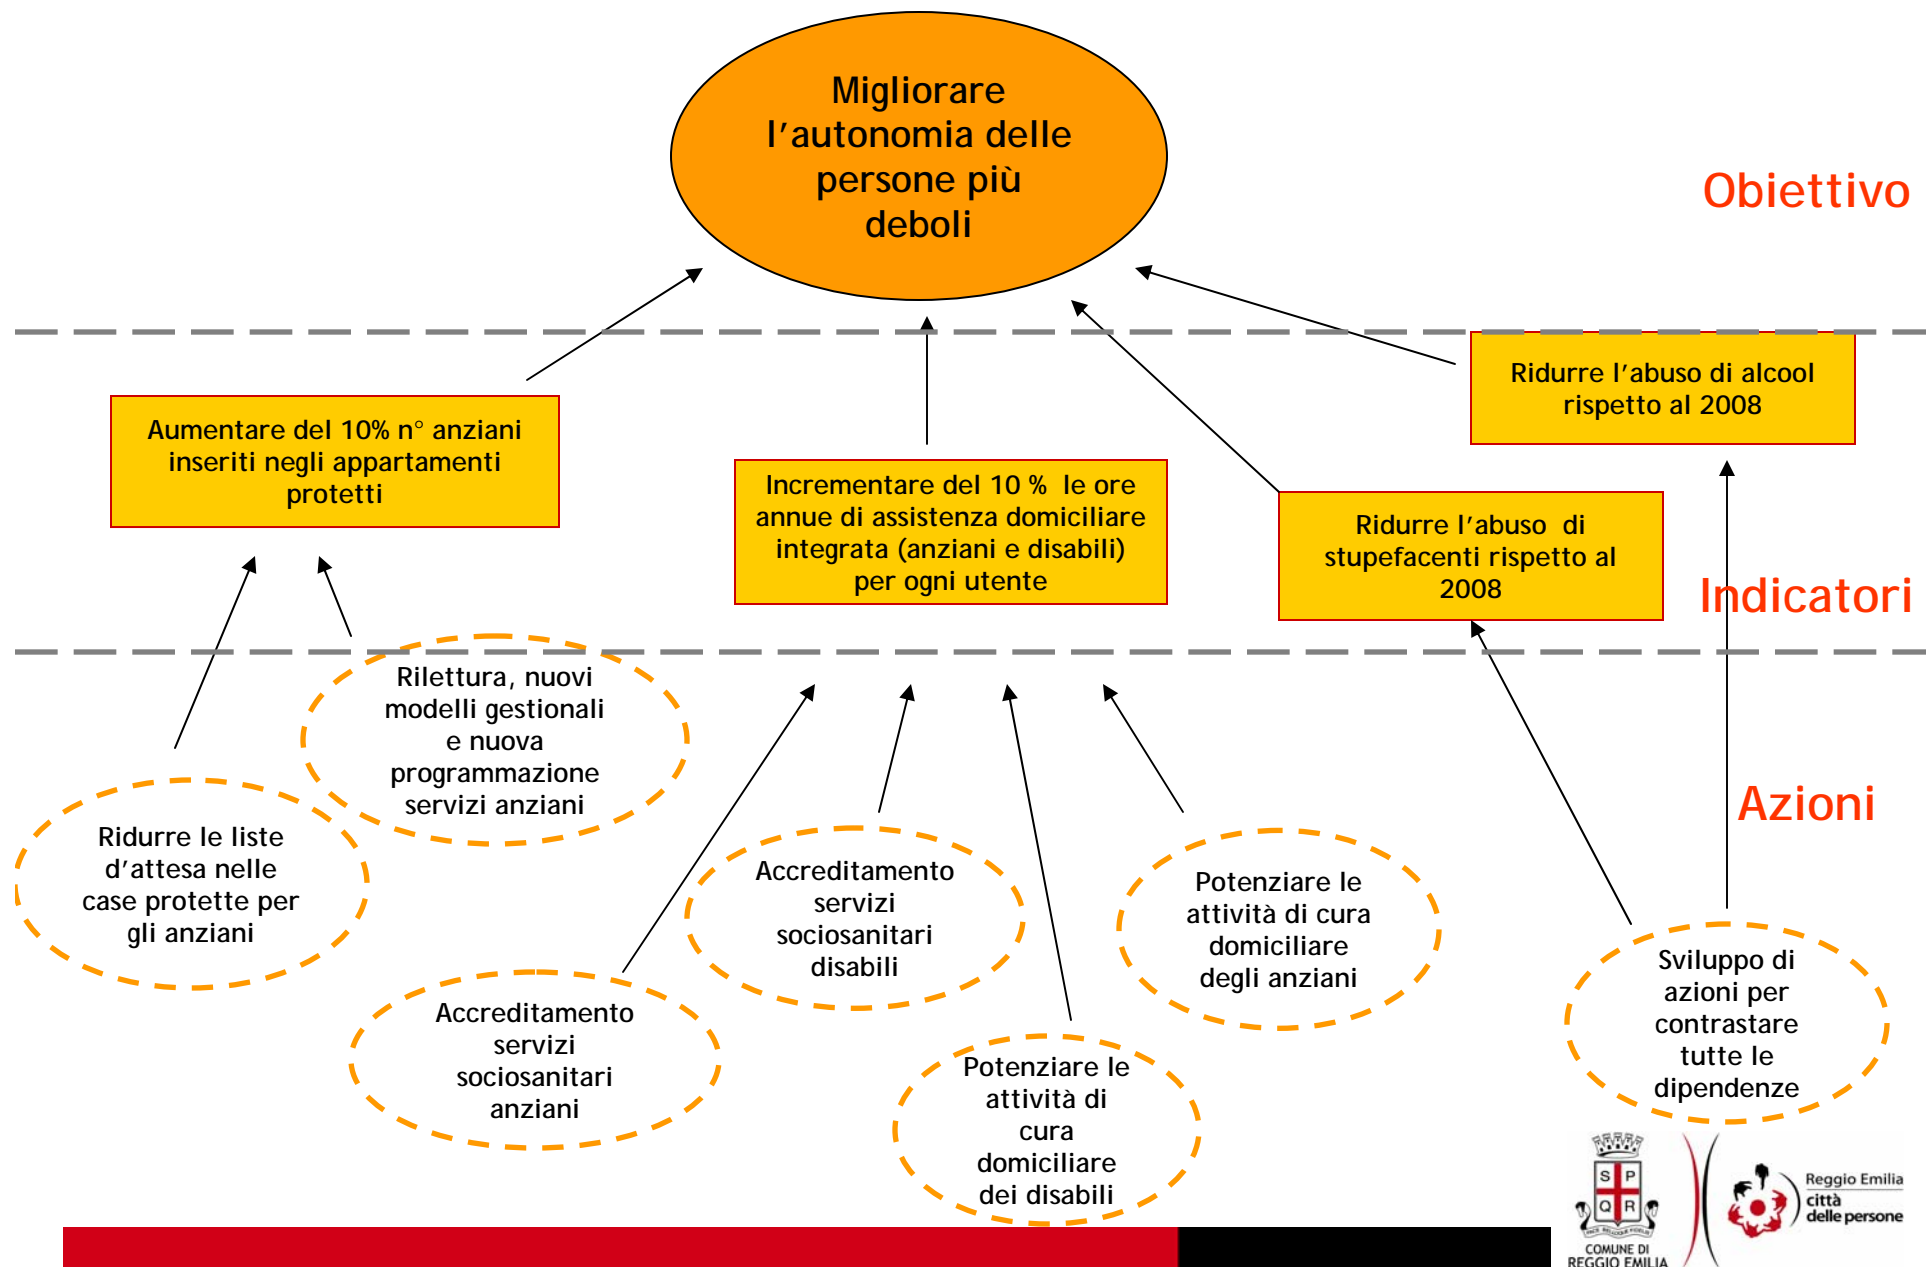 Migliorare
l'autonomia delle
persone più
deboli
Obiettivo
Ridurre l'abuso di alcool
rispetto al 2008
Aumentare del 10% n° anziani
inseriti negli appartamenti
protetti
Incrementare del 10 % le ore
annue di assistenza domiciliare
integrata (anziani e disabili)
per ogni utente
Ridurre l'abuso di
stupefacenti rispetto al
2008
Indicatori
Rilettura, nuovi
modelli gestionali
e nuova
programmazione
servizi anziani
Azioni
Ridurre le liste
d'attesa nelle
case protette per
gli anziani
Accreditamento
servizi
sociosanitari
disabili
Potenziare le
attività di cura
domiciliare
degli anziani
Sviluppo di
azioni per
contrastare
tutte le
dipendenze
Accreditamento
servizi
sociosanitari
anziani
Potenziare le
attività di
cura
domiciliare
dei disabili
S P
Q R
COMUNE DI
REGGIO EMILIA
Reggio Emilia
città
delle persone